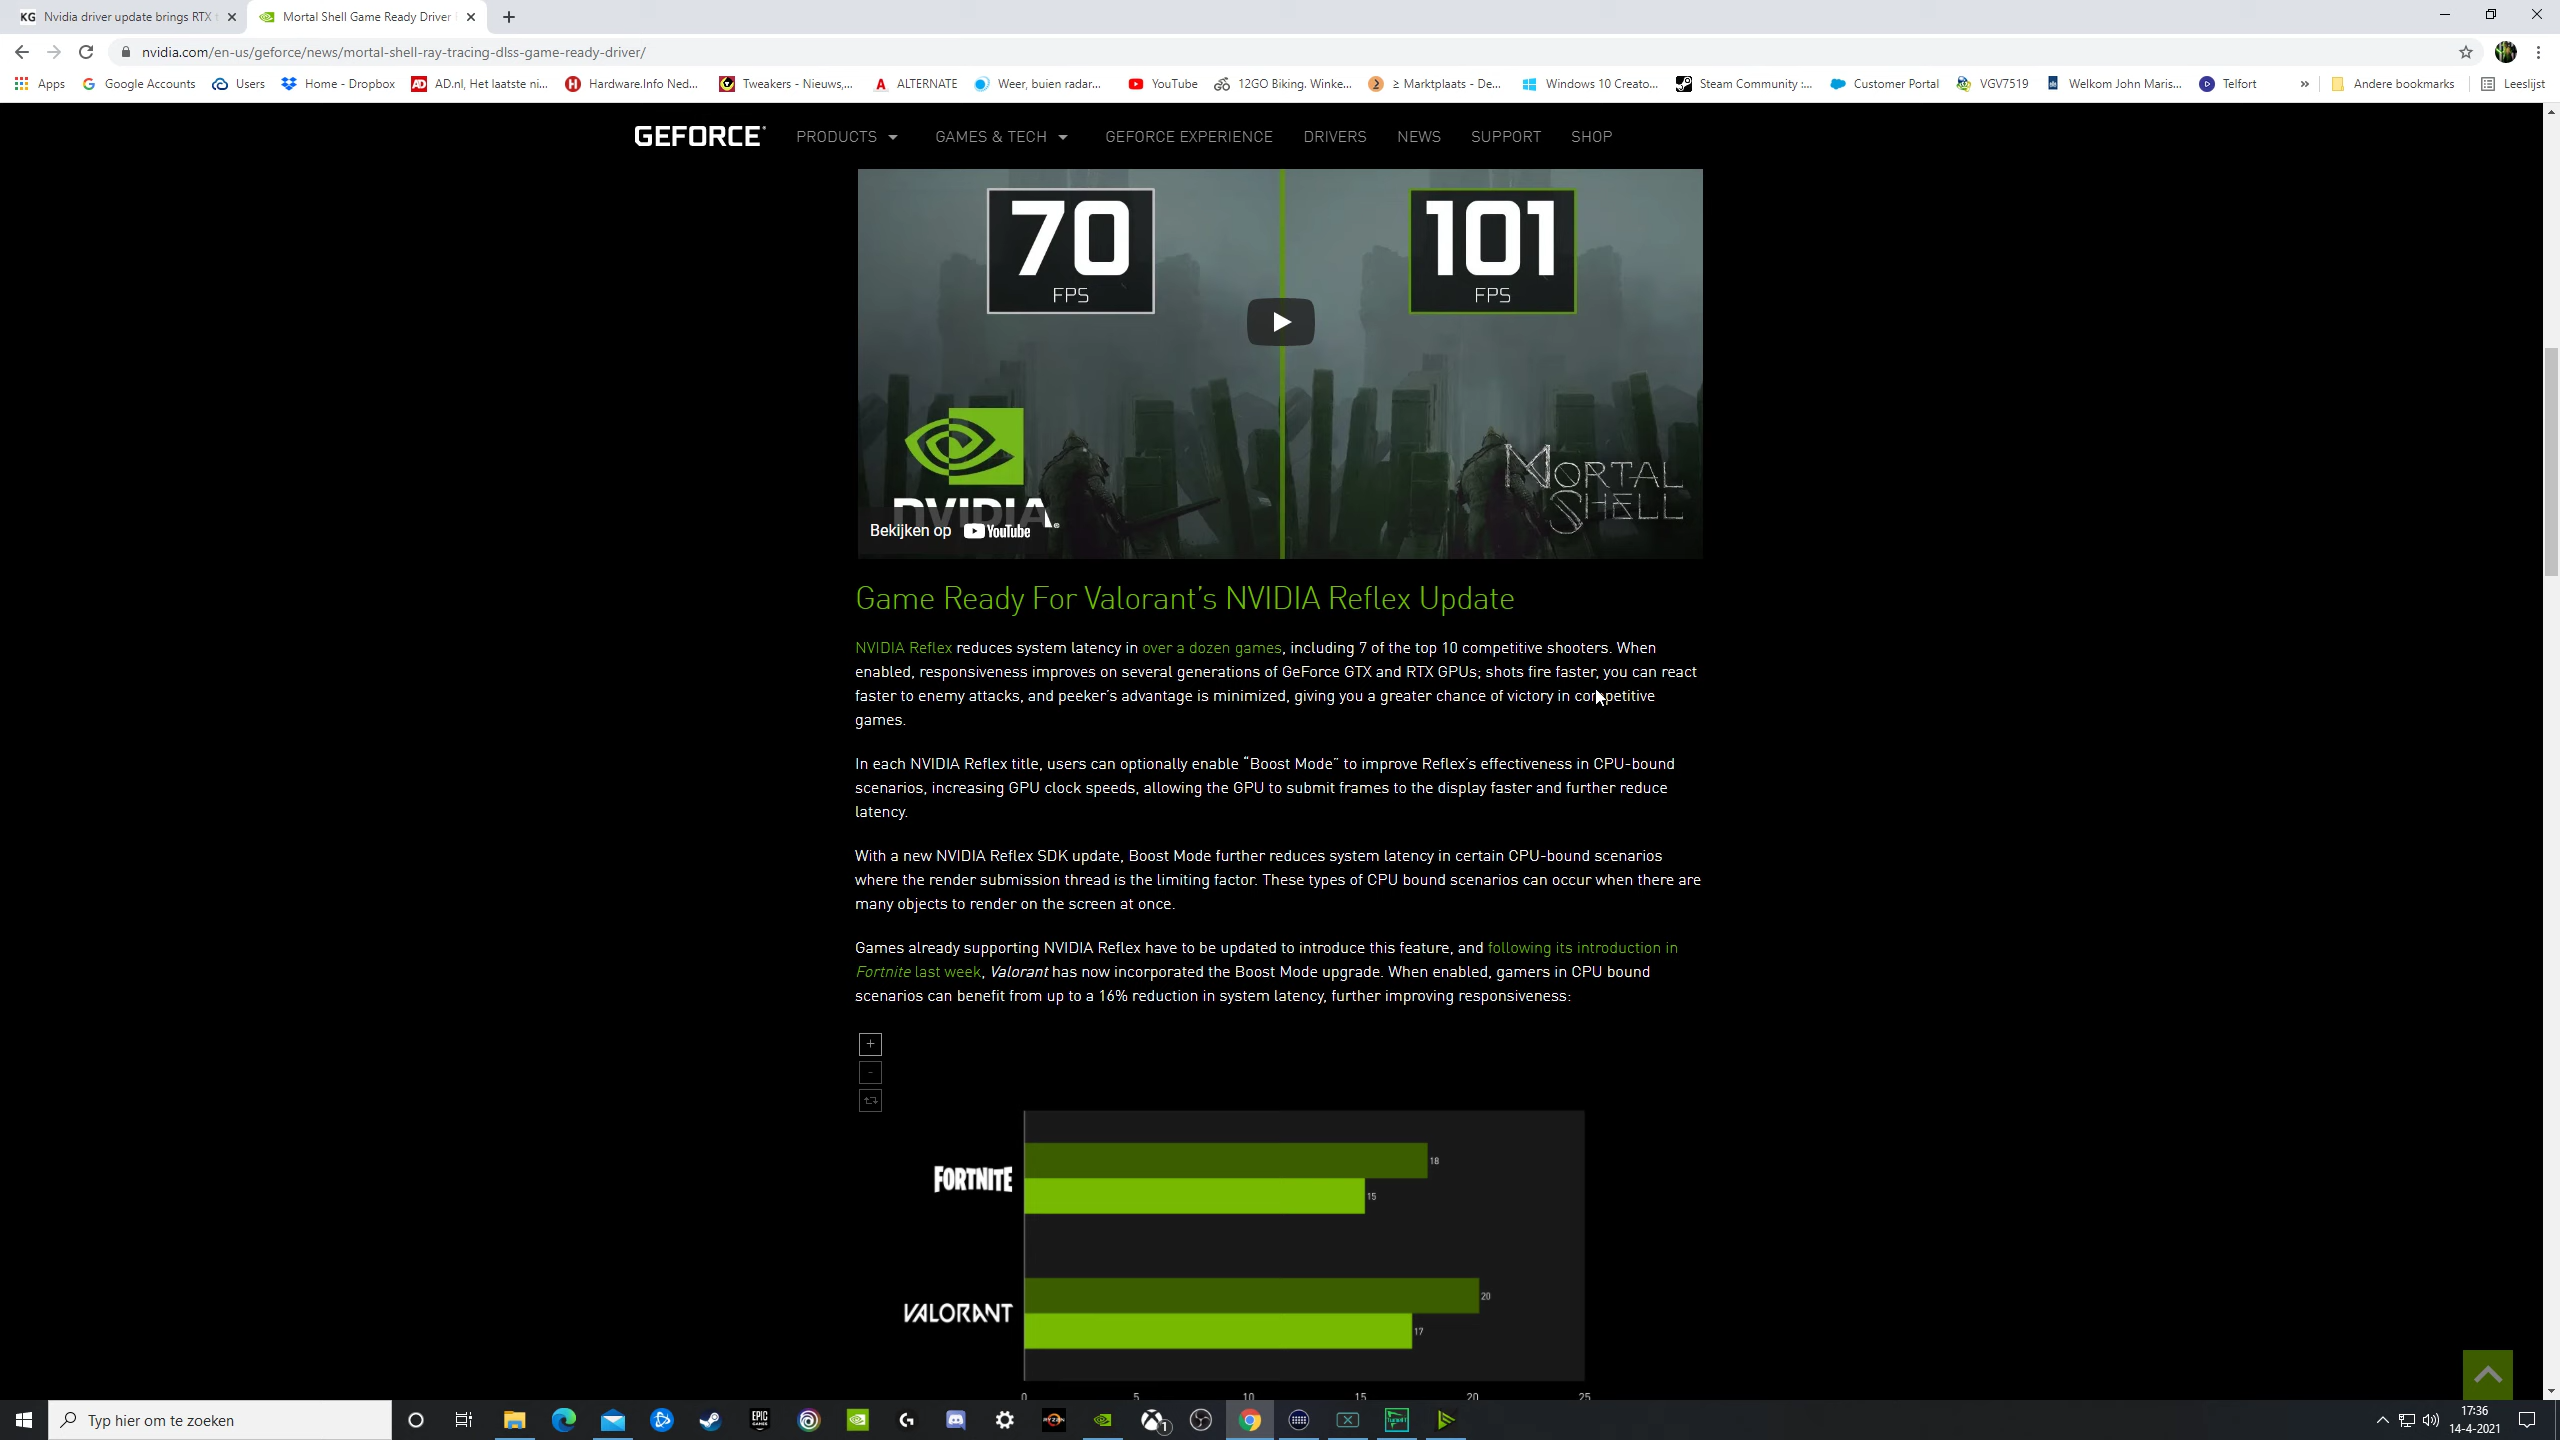 KG Nvidia driver update brings RTX
Mortal Shell Game Ready Driver
nvidia.com/en-us/geforce/news/mortal-shell-ray-tracing-dlss-game-ready-driver/
Apps Google Accounts Users Home - Dropbox AD AD.nl, Het laatste ni... Hardware.Info Ned... Tweakers - Nieuws,... A ALTERNATE Weer, buien radar... YouTube 12GO Biking. Winke... ≥ Marktplaats - De... Windows 10 Creato... Steam Community :... Customer Portal VGV7519 Welkom John Maris... Telfort » Andere bookmarks Leeslijst
GEFORCE PRODUCTS GAMES & TECH GEFORCE EXPERIENCE DRIVERS NEWS SUPPORT SHOP
70 101
FPS FPS
MORTAL
SHELL
NVIDIA
Bekijken op YouTube
Game Ready For Valorant's NVIDIA Reflex Update
NVIDIA Reflex reduces system latency in over a dozen games, including 7 of the top 10 competitive shooters. When
enabled, responsiveness improves on several generations of GeForce GTX and RTX GPUs; shots fire faster, you can react
faster to enemy attacks, and peeker's advantage is minimized, giving you a greater chance of victory in competitive
games.
In each NVIDIA Reflex title, users can optionally enable "Boost Mode" to improve Reflex's effectiveness in CPU-bound
scenarios, increasing GPU clock speeds, allowing the GPU to submit frames to the display faster and further reduce
latency.
With a new NVIDIA Reflex SDK update, Boost Mode further reduces system latency in certain CPU-bound scenarios
where the render submission thread is the limiting factor. These types of CPU bound scenarios can occur when there are
many objects to render on the screen at once.
Games already supporting NVIDIA Reflex have to be updated to introduce this feature, and following its introduction in
Fortnite last week, Valorant has now incorporated the Boost Mode upgrade. When enabled, gamers in CPU bound
scenarios can benefit from up to a 16% reduction in system latency, further improving responsiveness:
+
-
FORTNITE
18
15
VALORANT
20
17
0 5 10 15 20 25
Typ hier om te zoeken
EPIC GAMES
RYZEN
1
17:36
14-4-2021